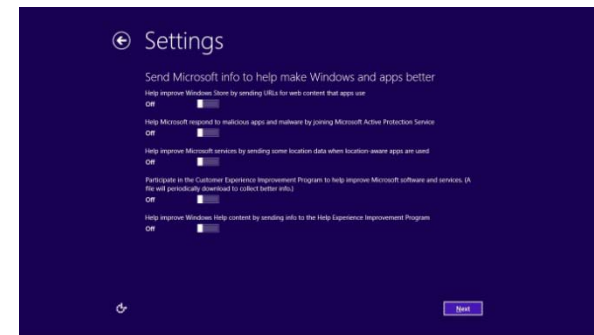 Settings
Send Microsoft info to help make Windows and apps better
Help improve Windows Store by sending URLs for web content that apps use
Off
Help Microsoft respond to malicious apps and malware by joining Microsoft Active Protection Service
Off
Help improve Microsoft services by sending some location data when location-aware apps are used
Off
Participate in the Customer Experience Improvement Program to help improve Microsoft software and services. (A
file will periodically download to collect better info.)
Off
Help improve Windows Help content by sending info to the Help Experience Improvement Program
Off
Next